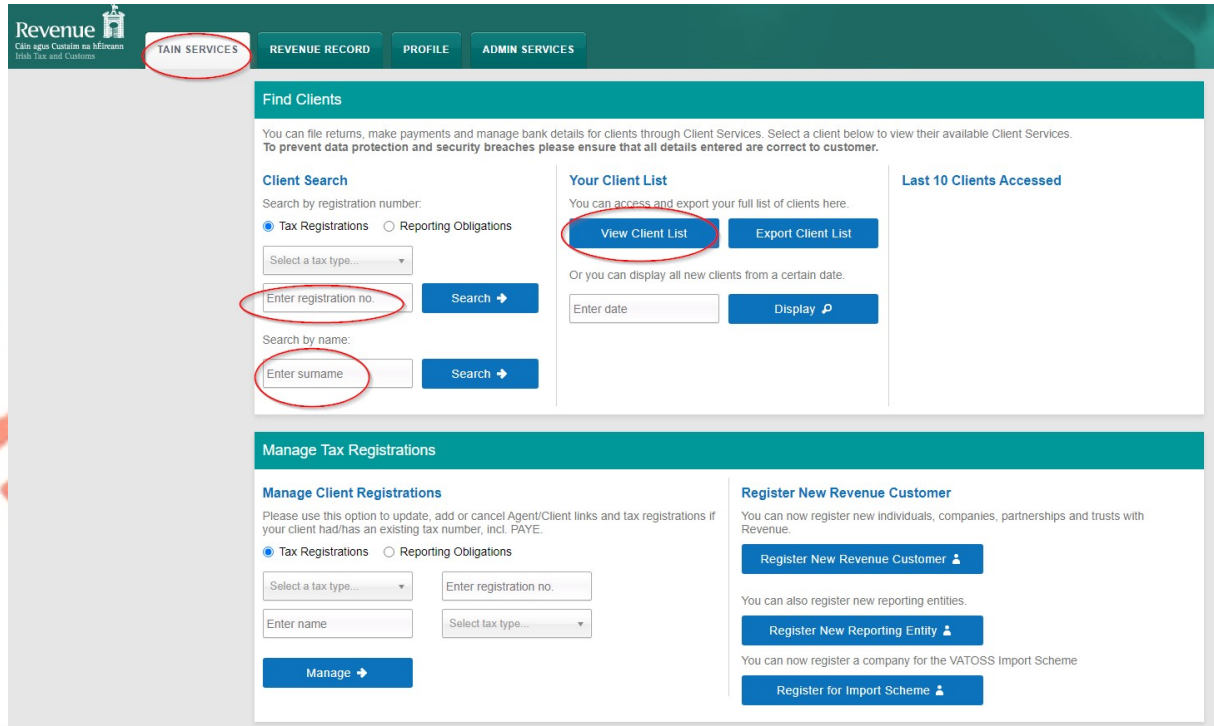 Revenue
Cáin agus Custaim na hÉireann
Irish Tax and Customs
TAIN SERVICES
REVENUE RECORD
PROFILE
ADMIN SERVICES
Find Clients
You can file returns, make payments and manage bank details for clients through Client Services. Select a client below to view their available Client Services.
To prevent data protection and security breaches please ensure that all details entered are correct to customer.
Client Search
Search by registration number:
Tax Registrations
Reporting Obligations
Select a tax type...
Enter registration no.
Search
Search by name:
Enter surname
Search
Your Client List
You can access and export your full list of clients here.
View Client List
Export Client List
Or you can display all new clients from a certain date.
Enter date
Display
Last 10 Clients Accessed
Manage Tax Registrations
Manage Client Registrations
Please use this option to update, add or cancel Agent/Client links and tax registrations if
your client had/has an existing tax number, incl. PAYE.
Tax Registrations
Reporting Obligations
Select a tax type...
Enter registration no.
Enter name
Select tax type...
Manage
Register New Revenue Customer
You can now register new individuals, companies, partnerships and trusts with
Revenue.
Register New Revenue Customer
You can also register new reporting entities.
Register New Reporting Entity
You can now register a company for the VATOSS Import Scheme
Register for Import Scheme